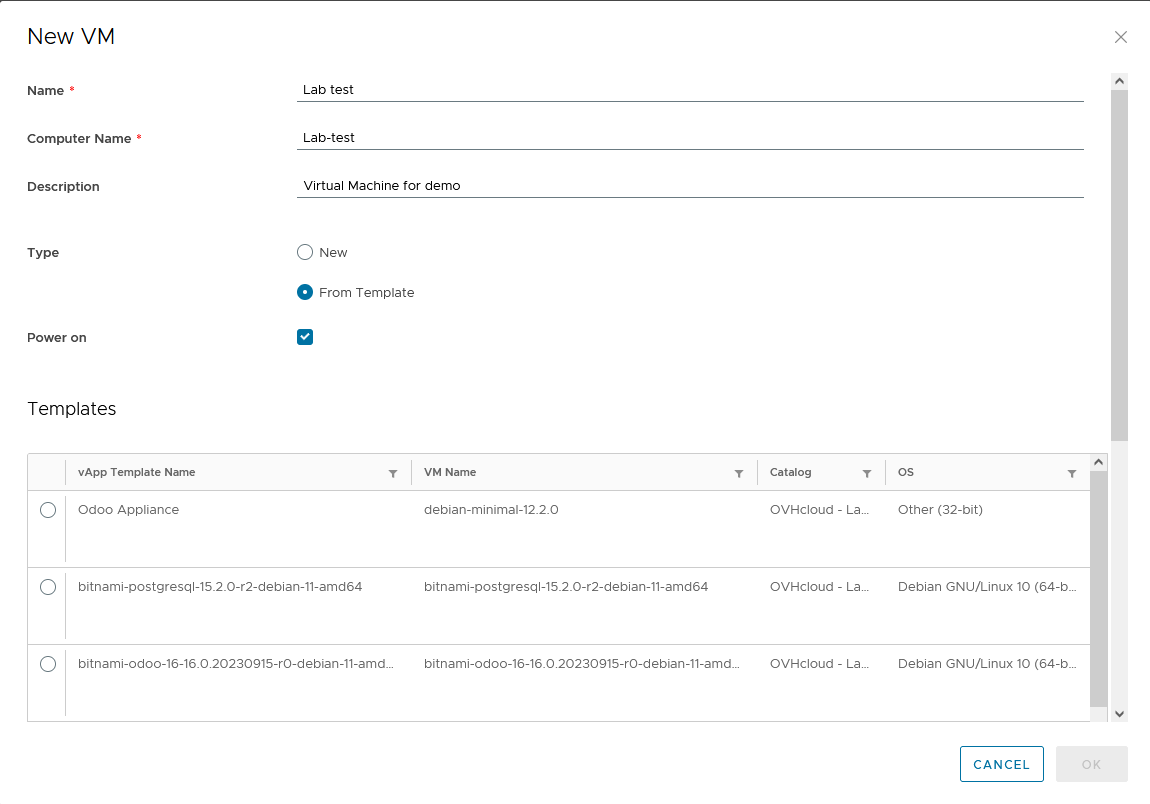 New VM
Name *
Lab test
Computer Name *
Lab-test
Description
Virtual Machine for demo
Type
New
From Template
Power on
Templates
vApp Template Name
VM Name
Catalog
OS
Odoo Appliance
debian-minimal-12.2.0
OVHcloud - La...
Other (32-bit)
bitnami-postgresql-15.2.0-r2-debian-11-amd64
bitnami-postgresql-15.2.0-r2-debian-11-amd64
OVHcloud - La...
Debian GNU/Linux 10 (64-b...
bitnami-odoo-16-16.0.20230915-r0-debian-11-amd...
bitnami-odoo-16-16.0.20230915-r0-debian-11-amd...
OVHcloud - La...
Debian GNU/Linux 10 (64-b...
CANCEL
OK